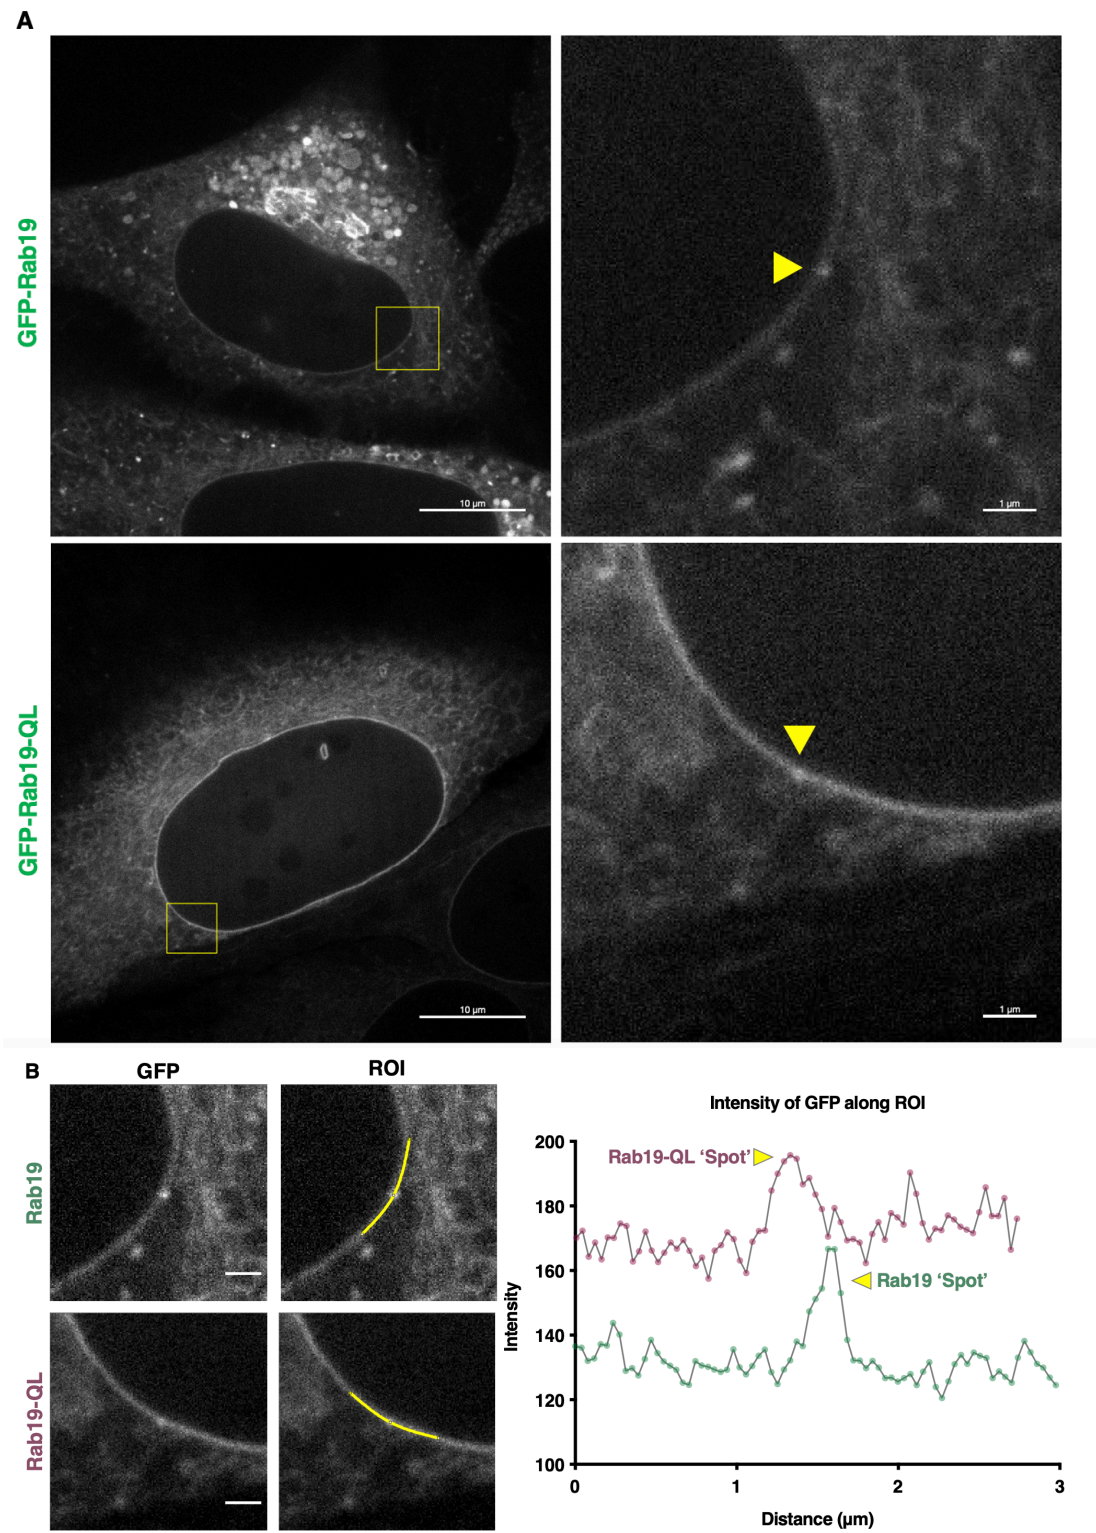 A
GFP-Rab19
10 µm
1 µm
GFP-Rab19-QL
10 µm
1 µm
B
GFP
ROI
Rab19
Rab19-QL
Intensity of GFP along ROI
200
180
160
140
120
100
Intensity
Rab19-QL ‘Spot’
Rab19 ‘Spot’
0
1
2
3
Distance (µm)